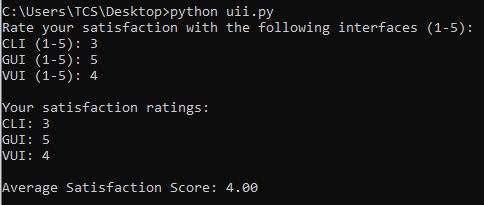 C:\Users\TCS\Desktop>python uii.py
Rate your satisfaction with the following interfaces (1-5):
CLI (1-5): 3
GUI (1-5): 5
VUI (1-5): 4
Your satisfaction ratings:
CLI: 3
GUI: 5
VUI: 4
Average Satisfaction Score: 4.00